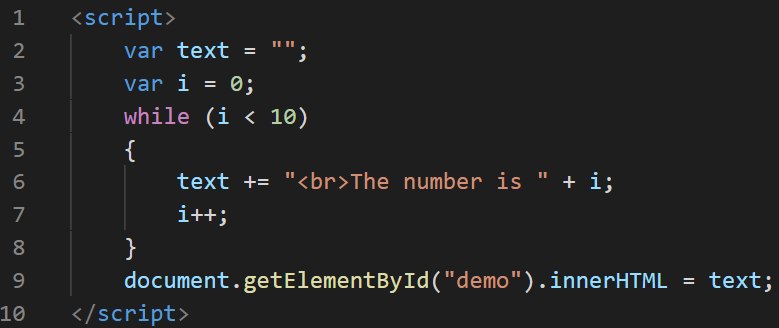 1 <script>
2 var text = "";
3 var i = 0;
4 while (i < 10)
5 {
6 text += "<br>The number is " + i;
7 i++;
8 }
9 document.getElementById("demo").innerHTML = text;
10 </script>